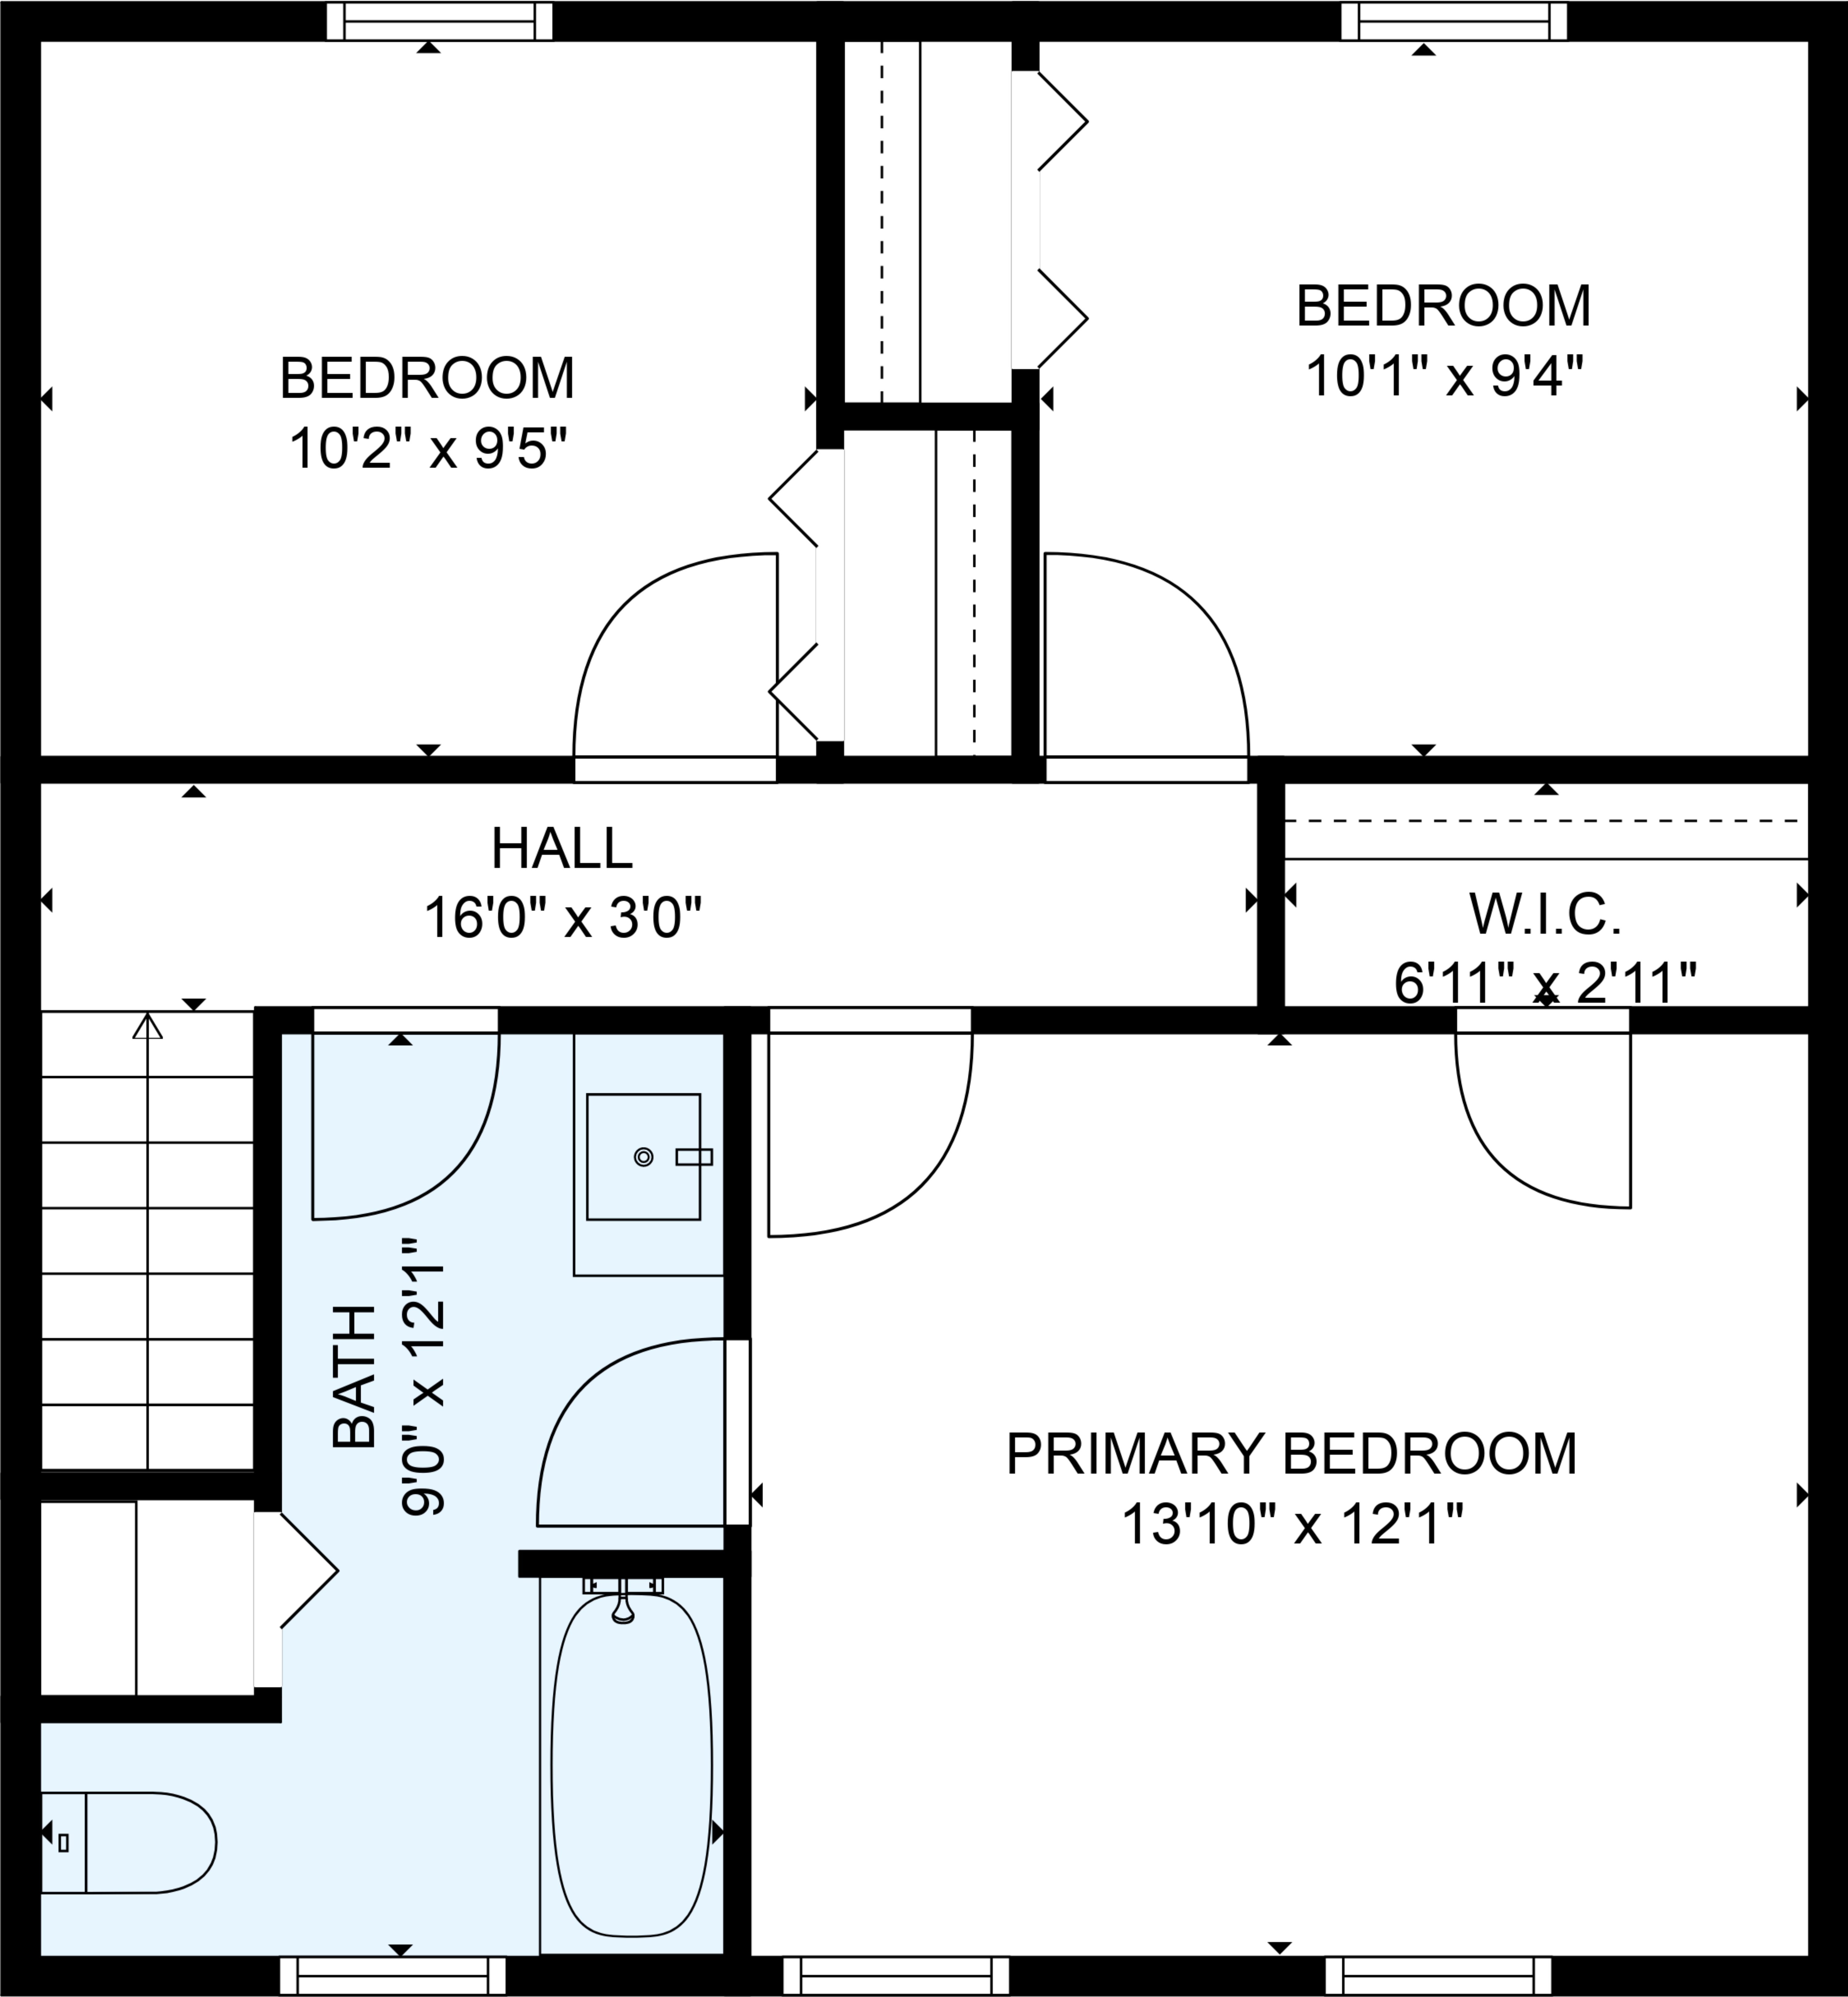 BEDROOM
10'2" x 9'5"
BEDROOM
10'1" x 9'4"
HALL
16'0" x 3'0"
W.I.C.
6'11" x 2'11"
BATH
9'0" x 12'1"
PRIMARY BEDROOM
13'10" x 12'1"